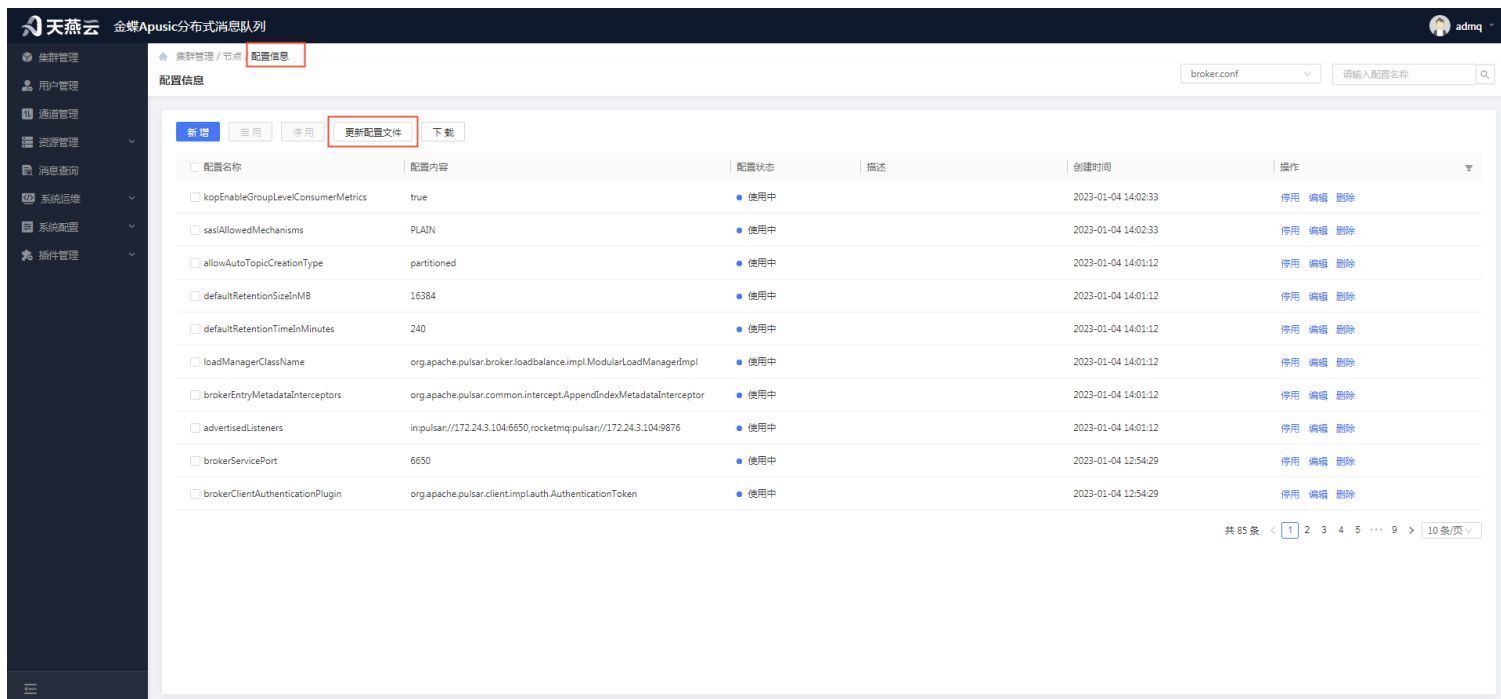 天燕云 金蝶Apusic分布式消息队列 admq
集群管理
用户管理
通道管理
资源管理
消息查询
系统运维
系统配置
插件管理
集群管理 / 节点 / 配置信息
配置信息
broker.conf 请输入配置名称
新增 启用 停用 更新配置文件 下载
配置名称 配置内容 配置状态 描述 创建时间 操作
kopEnableGroupLevelConsumerMetrics true 使用中 2023-01-04 14:02:33 停用 编辑 删除
saslAllowedMechanisms PLAIN 使用中 2023-01-04 14:02:33 停用 编辑 删除
allowAutoTopicCreationType partitioned 使用中 2023-01-04 14:01:12 停用 编辑 删除
defaultRetentionSizeInMB 16384 使用中 2023-01-04 14:01:12 停用 编辑 删除
defaultRetentionTimeInMinutes 240 使用中 2023-01-04 14:01:12 停用 编辑 删除
loadManagerClassName org.apache.pulsar.broker.loadbalance.impl.ModularLoadManagerImpl 使用中 2023-01-04 14:01:12 停用 编辑 删除
brokerEntryMetadataInterceptors org.apache.pulsar.common.intercept.AppendIndexMetadataInterceptor 使用中 2023-01-04 14:01:12 停用 编辑 删除
advertisedListeners in:pulsar://172.24.3.104:6650,rocketmq:pulsar://172.24.3.104:9876 使用中 2023-01-04 14:01:12 停用 编辑 删除
brokerServicePort 6650 使用中 2023-01-04 12:54:29 停用 编辑 删除
brokerClientAuthenticationPlugin org.apache.pulsar.client.impl.auth.AuthenticationToken 使用中 2023-01-04 12:54:29 停用 编辑 删除
共 85 条 < 1 2 3 4 5 ··· 9 > 10 条/页